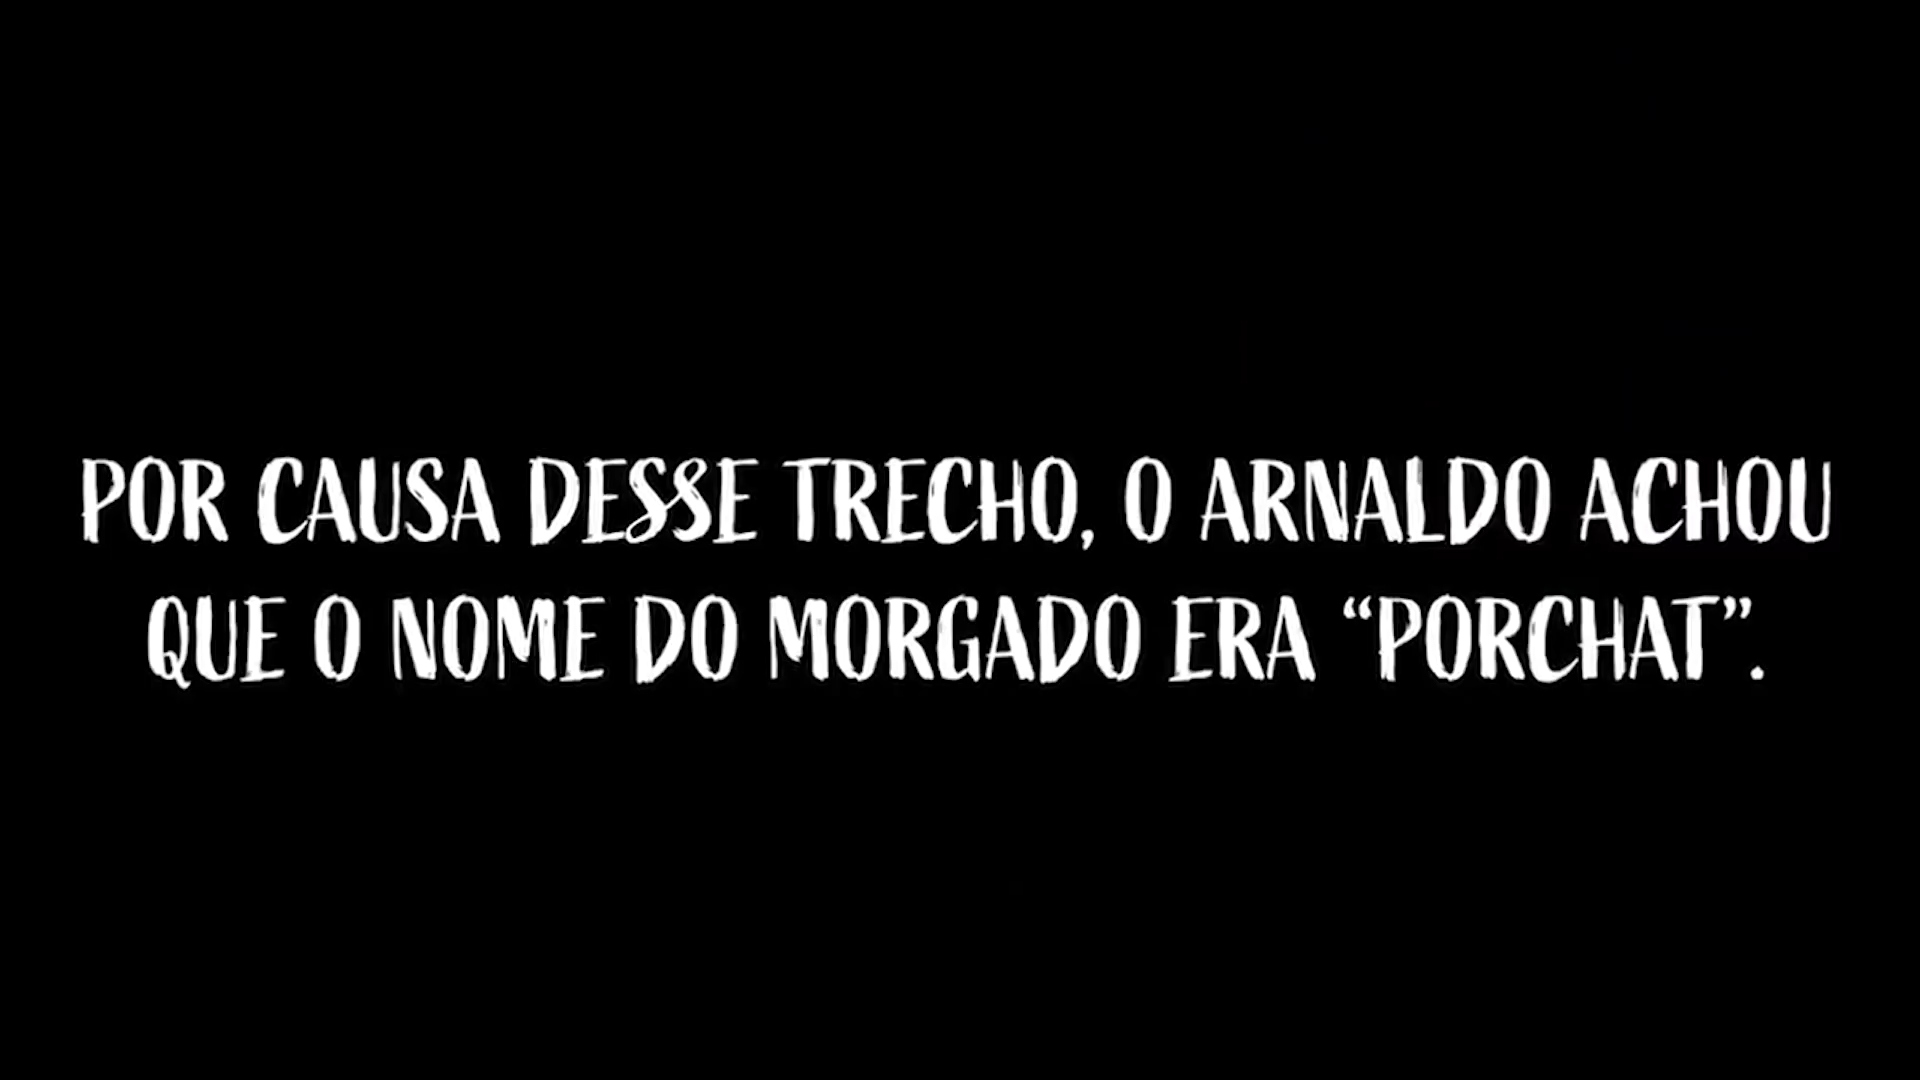 POR CAUSA DESSE TRECHO, O ARNALDO ACHOU
QUE O NOME DO MORGADO ERA “PORCHAT”.